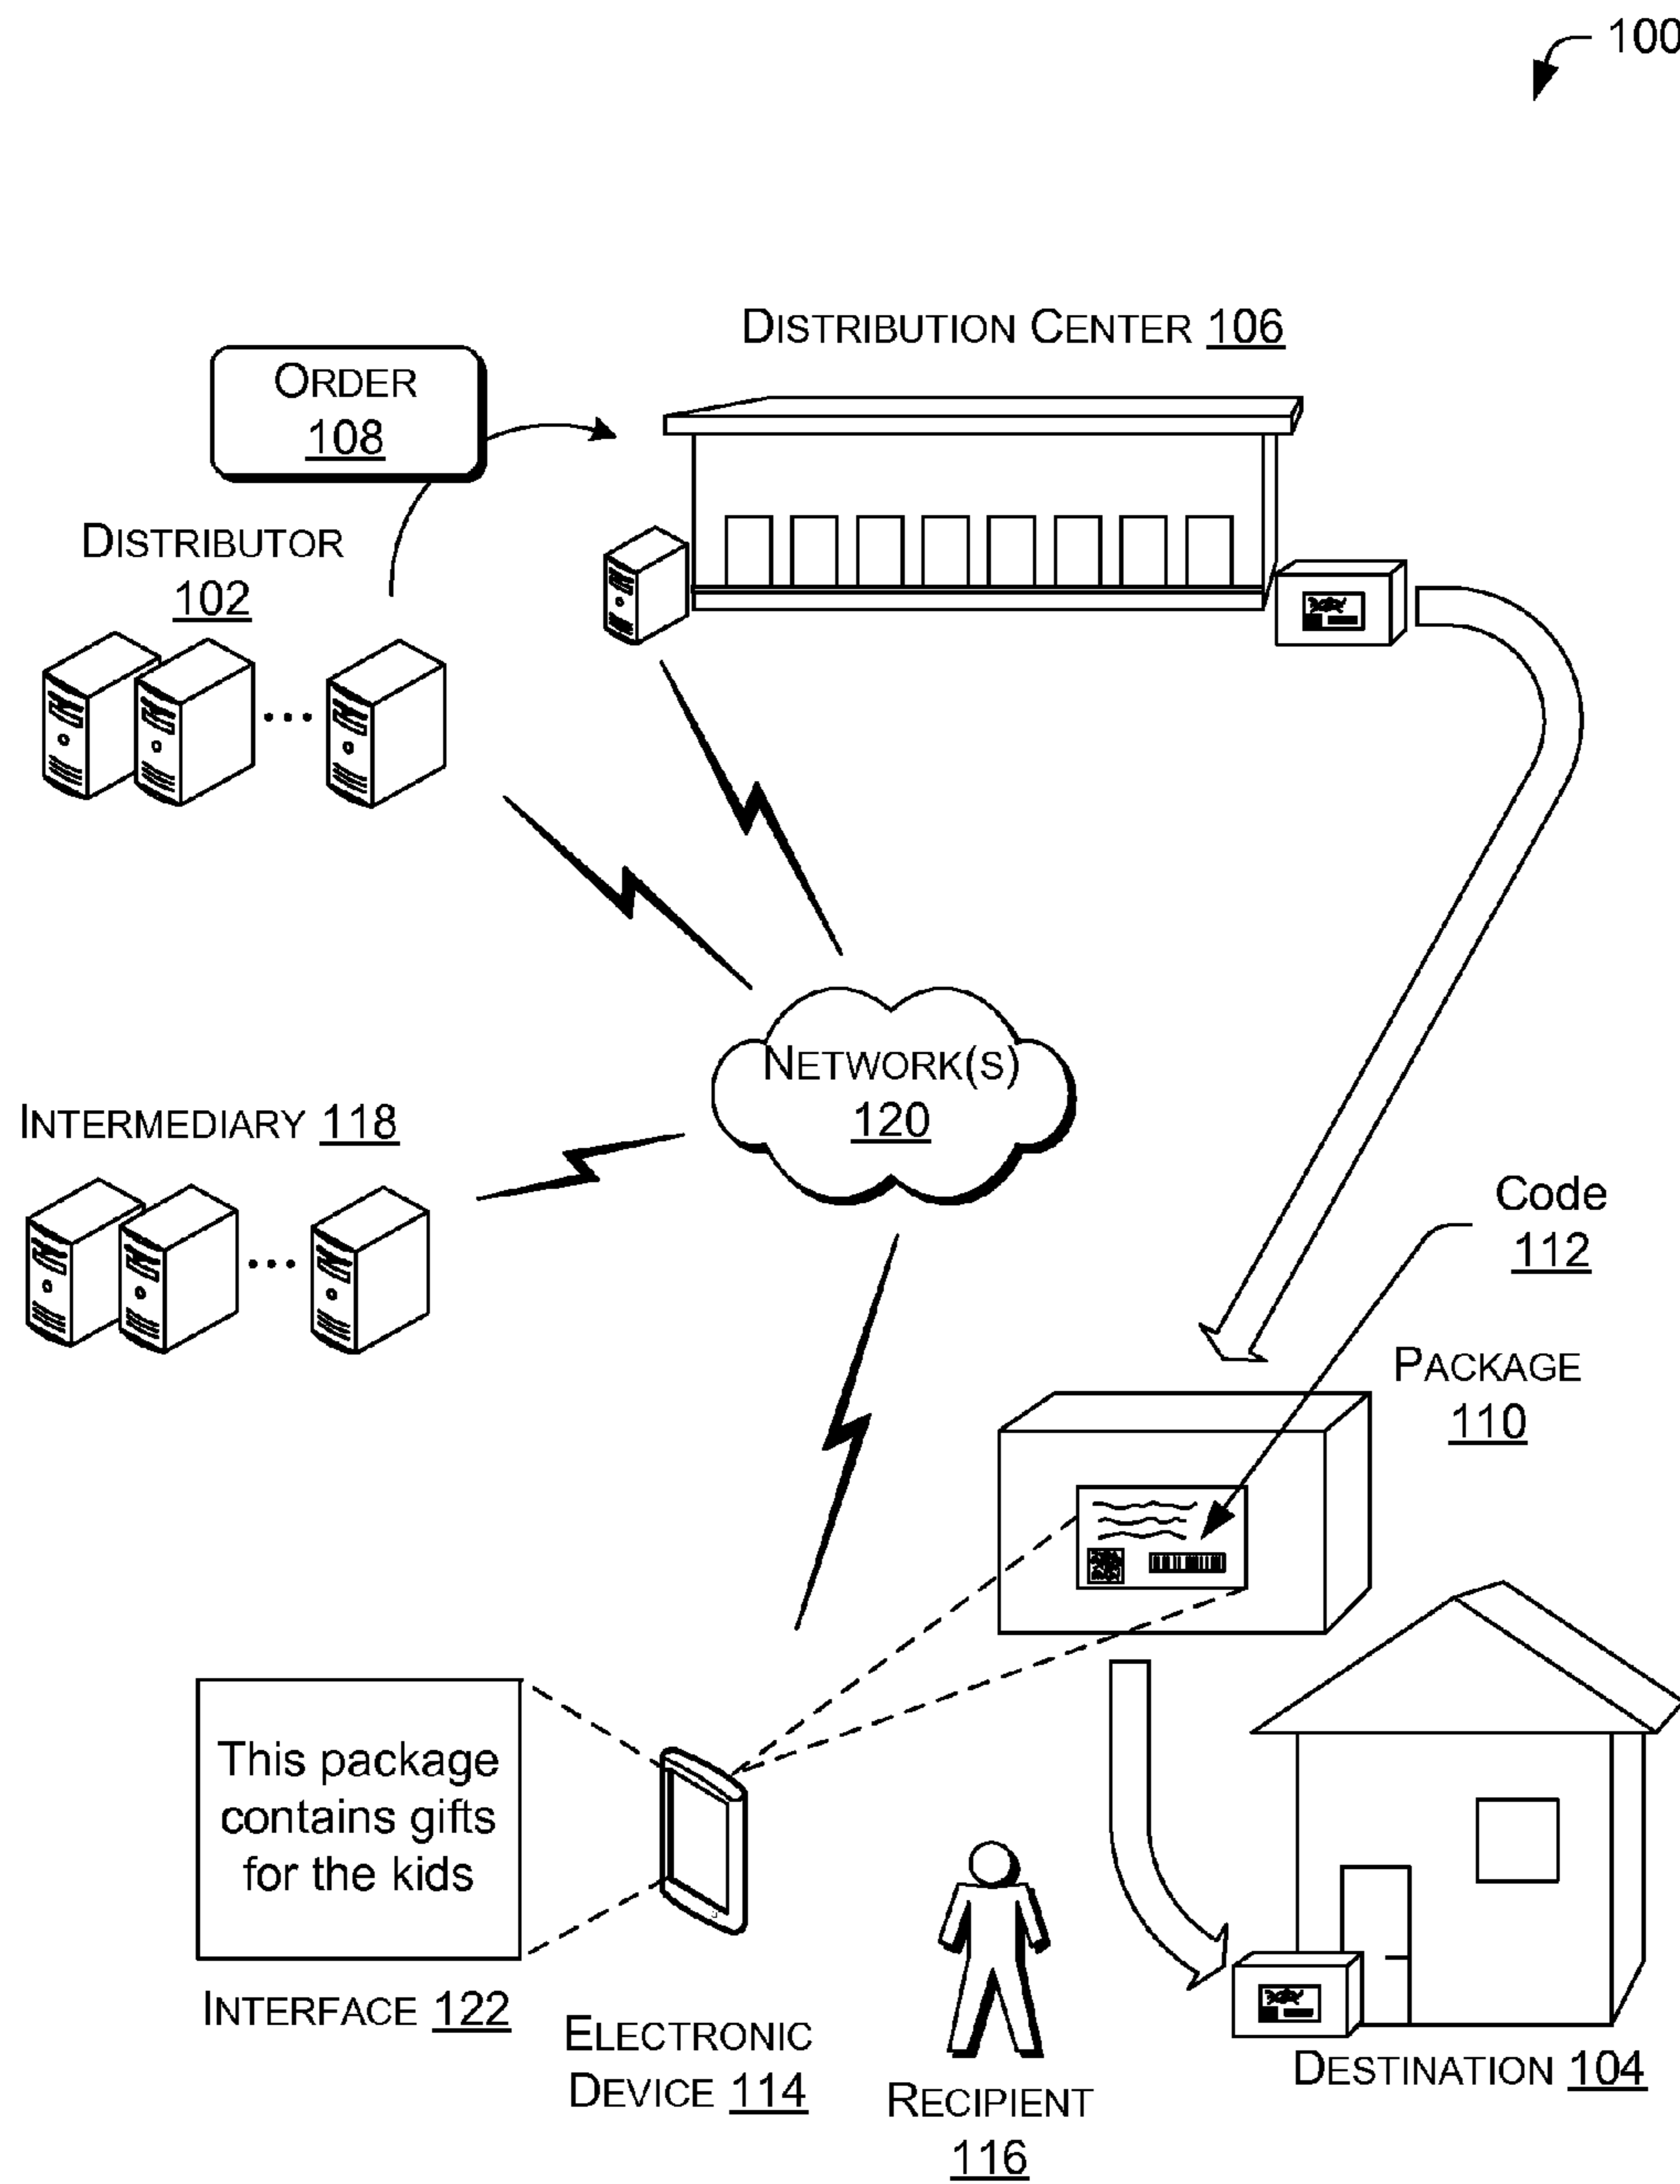 100
DISTRIBUTION CENTER 106
ORDER
108
DISTRIBUTOR
102
NETWORK(S)
120
INTERMEDIARY 118
Code
112
PACKAGE
110
This package
contains gifts
for the kids
INTERFACE 122
ELECTRONIC
DEVICE 114
RECIPIENT
116
DESTINATION 104